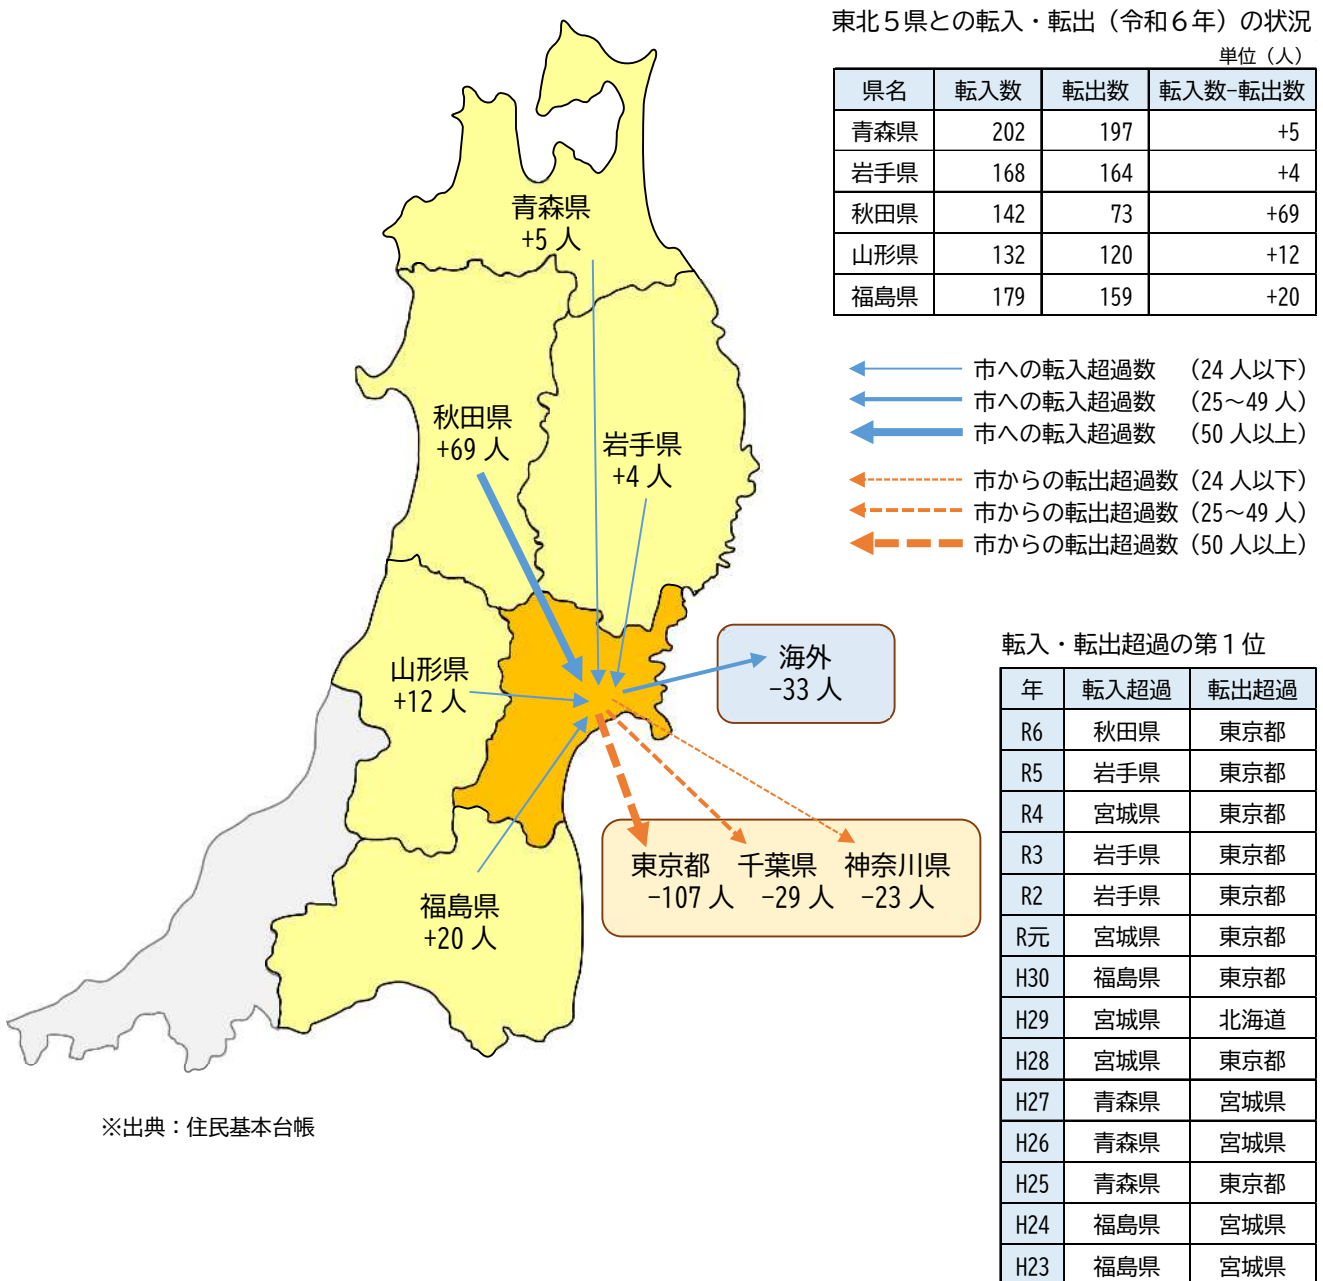 東北５県との転入・転出（令和６年）の状況
単位（人）
県名 転入数 転出数 転入数-転出数
青森県 202 197 +5
岩手県 168 164 +4
秋田県 142 73 +69
山形県 132 120 +12
福島県 179 159 +20
市への転入超過数 （24 人以下）
市への転入超過数 （25～49 人）
市への転入超過数 （50 人以上）
市からの転出超過数（24 人以下）
市からの転出超過数（25～49 人）
市からの転出超過数（50 人以上）
青森県
+5 人
秋田県
+69 人
岩手県
+4 人
山形県
+12 人
福島県
+20 人
海外
-33 人
東京都 千葉県 神奈川県
-107 人 -29 人 -23 人
転入・転出超過の第１位
年 転入超過 転出超過
R6 秋田県 東京都
R5 岩手県 東京都
R4 宮城県 東京都
R3 岩手県 東京都
R2 岩手県 東京都
R元 宮城県 東京都
H30 福島県 東京都
H29 宮城県 北海道
H28 宮城県 東京都
H27 青森県 宮城県
H26 青森県 宮城県
H25 青森県 東京都
H24 福島県 宮城県
H23 福島県 宮城県
※出典：住民基本台帳